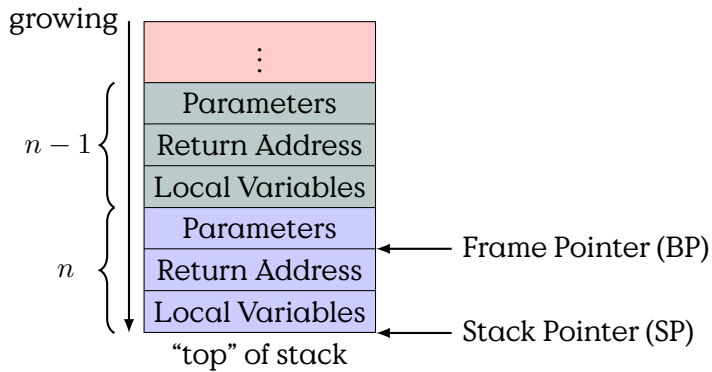 growing
⋮
Parameters
n − 1
Return Address
Local Variables
Parameters
Frame Pointer (BP)
n
Return Address
Local Variables
Stack Pointer (SP)
“top” of stack